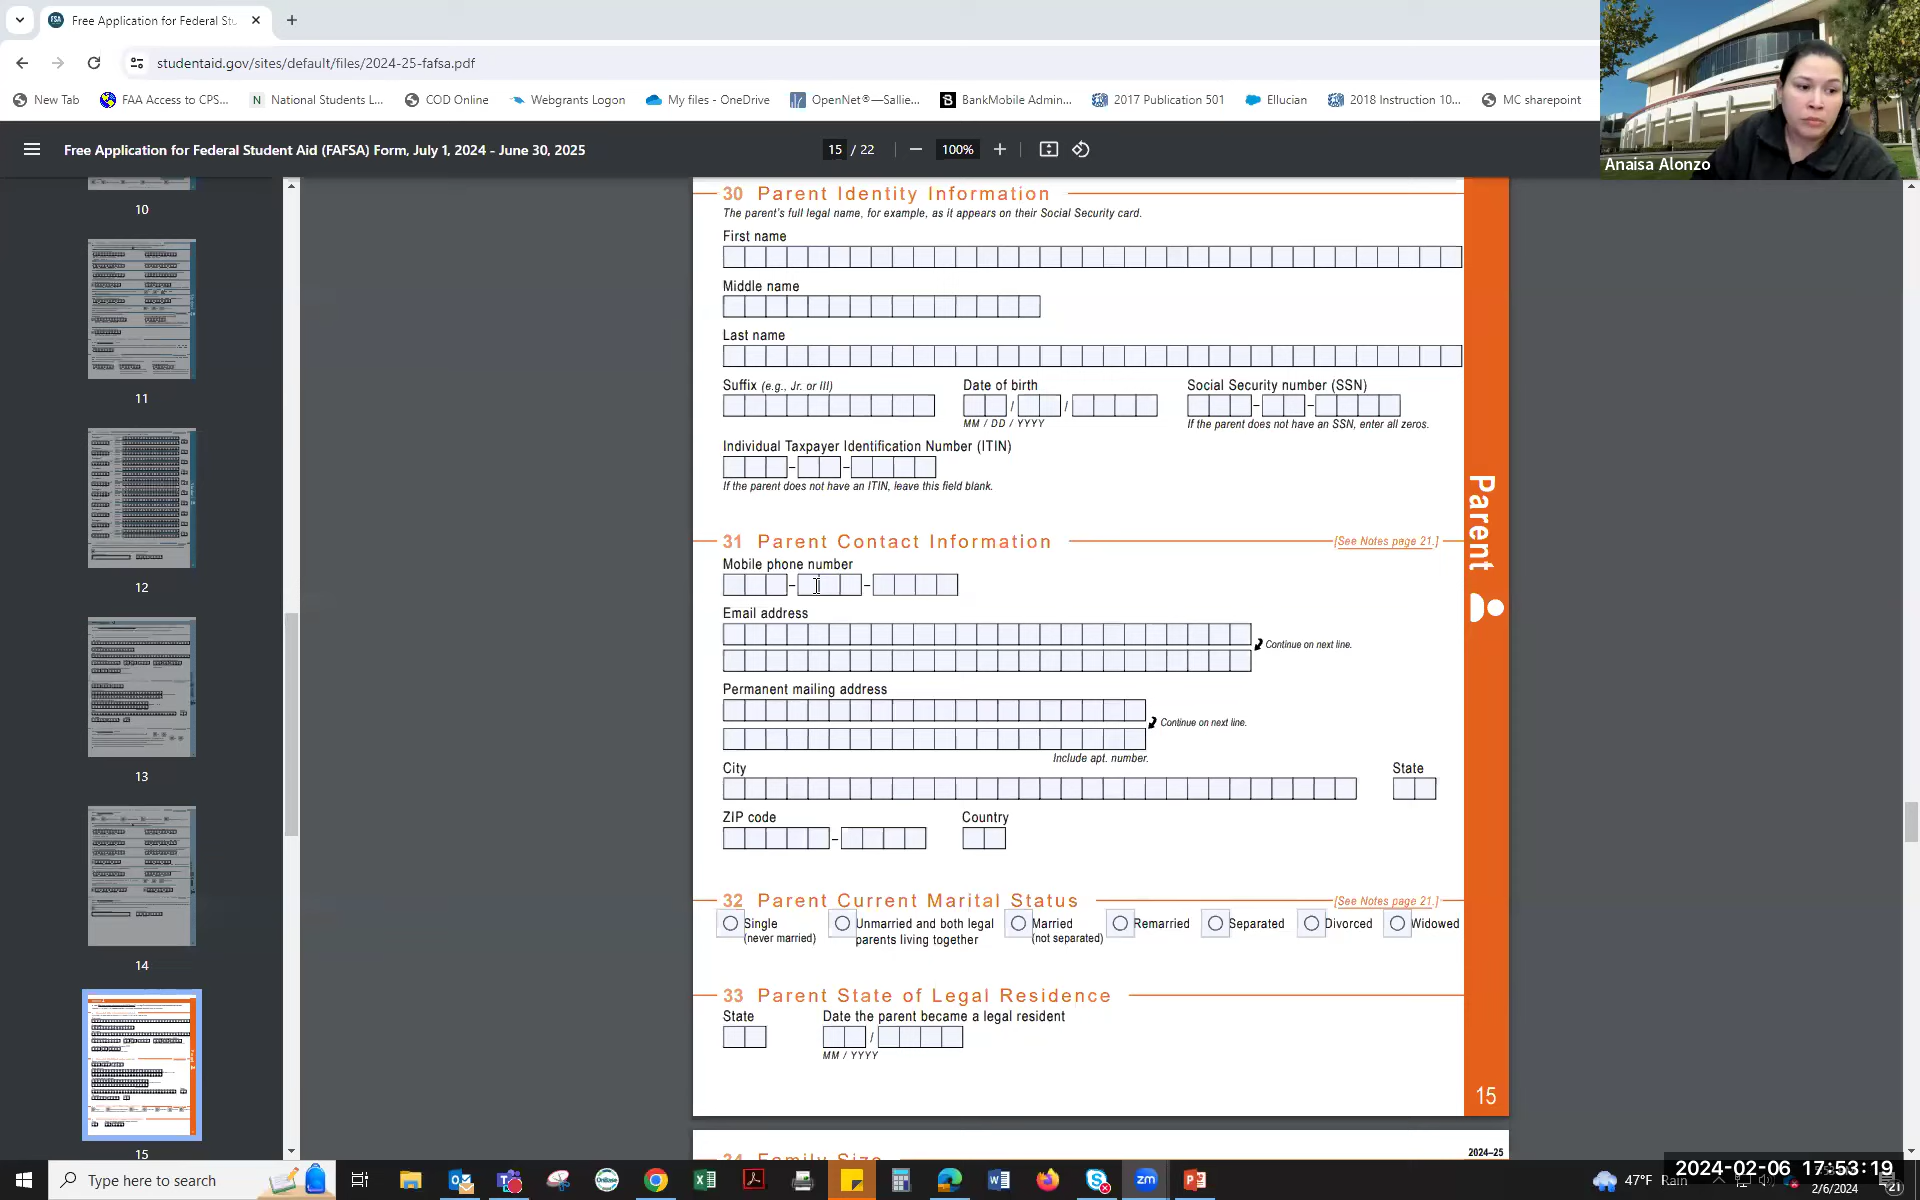 Free Application for Federal Stu
studentaid.gov/sites/default/files/2024-25-fafsa.pdf
New Tab
FAA Access to CPS...
National Students L...
COD Online
Webgrants Logon
My files - OneDrive
OpenNet®—Sallie...
BankMobile Admin...
2017 Publication 501
Ellucian
2018 Instruction 10...
MC sharepoint
Anaisa Alonzo
Free Application for Federal Student Aid (FAFSA) Form, July 1, 2024 - June 30, 2025
15 / 22
100%
10
11
12
13
14
15
30 Parent Identity Information
The parent's full legal name, for example, as it appears on their Social Security card.
First name
Middle name
Last name
Suffix (e.g., Jr. or III)
Date of birth
Social Security number (SSN)
/ /
– –
MM / DD / YYYY
If the parent does not have an SSN, enter all zeros.
Individual Taxpayer Identification Number (ITIN)
– –
If the parent does not have an ITIN, leave this field blank.
31 Parent Contact Information
[See Notes page 21.]
Mobile phone number
– –
Email address
Continue on next line.
Permanent mailing address
Continue on next line.
Include apt. number.
City
State
ZIP code
Country
–
32 Parent Current Marital Status
[See Notes page 21.]
Single
(never married)
Unmarried and both legal
parents living together
Married
(not separated)
Remarried
Separated
Divorced
Widowed
33 Parent State of Legal Residence
State
Date the parent became a legal resident
/
MM / YYYY
Parent
15
2024–25
34 Family Size
Type here to search
47°F Rain
2024-02-06 17:53:19
2/6/2024
21